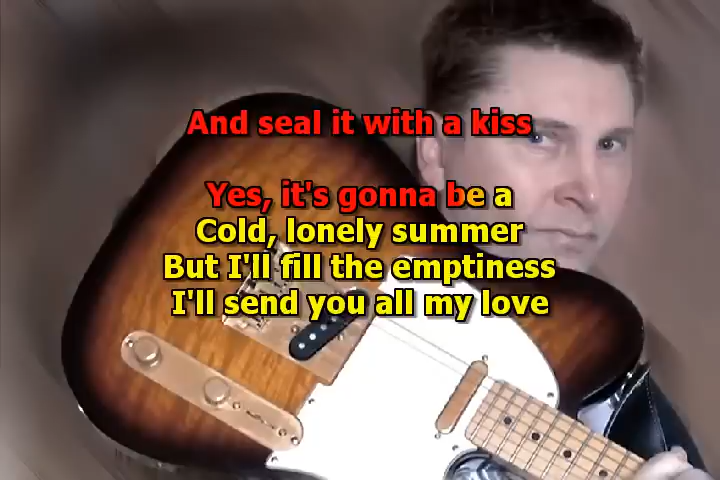 And seal it with a kiss
Yes, it's gonna be a
Cold, lonely summer
But I'll fill the emptiness
I'll send you all my love